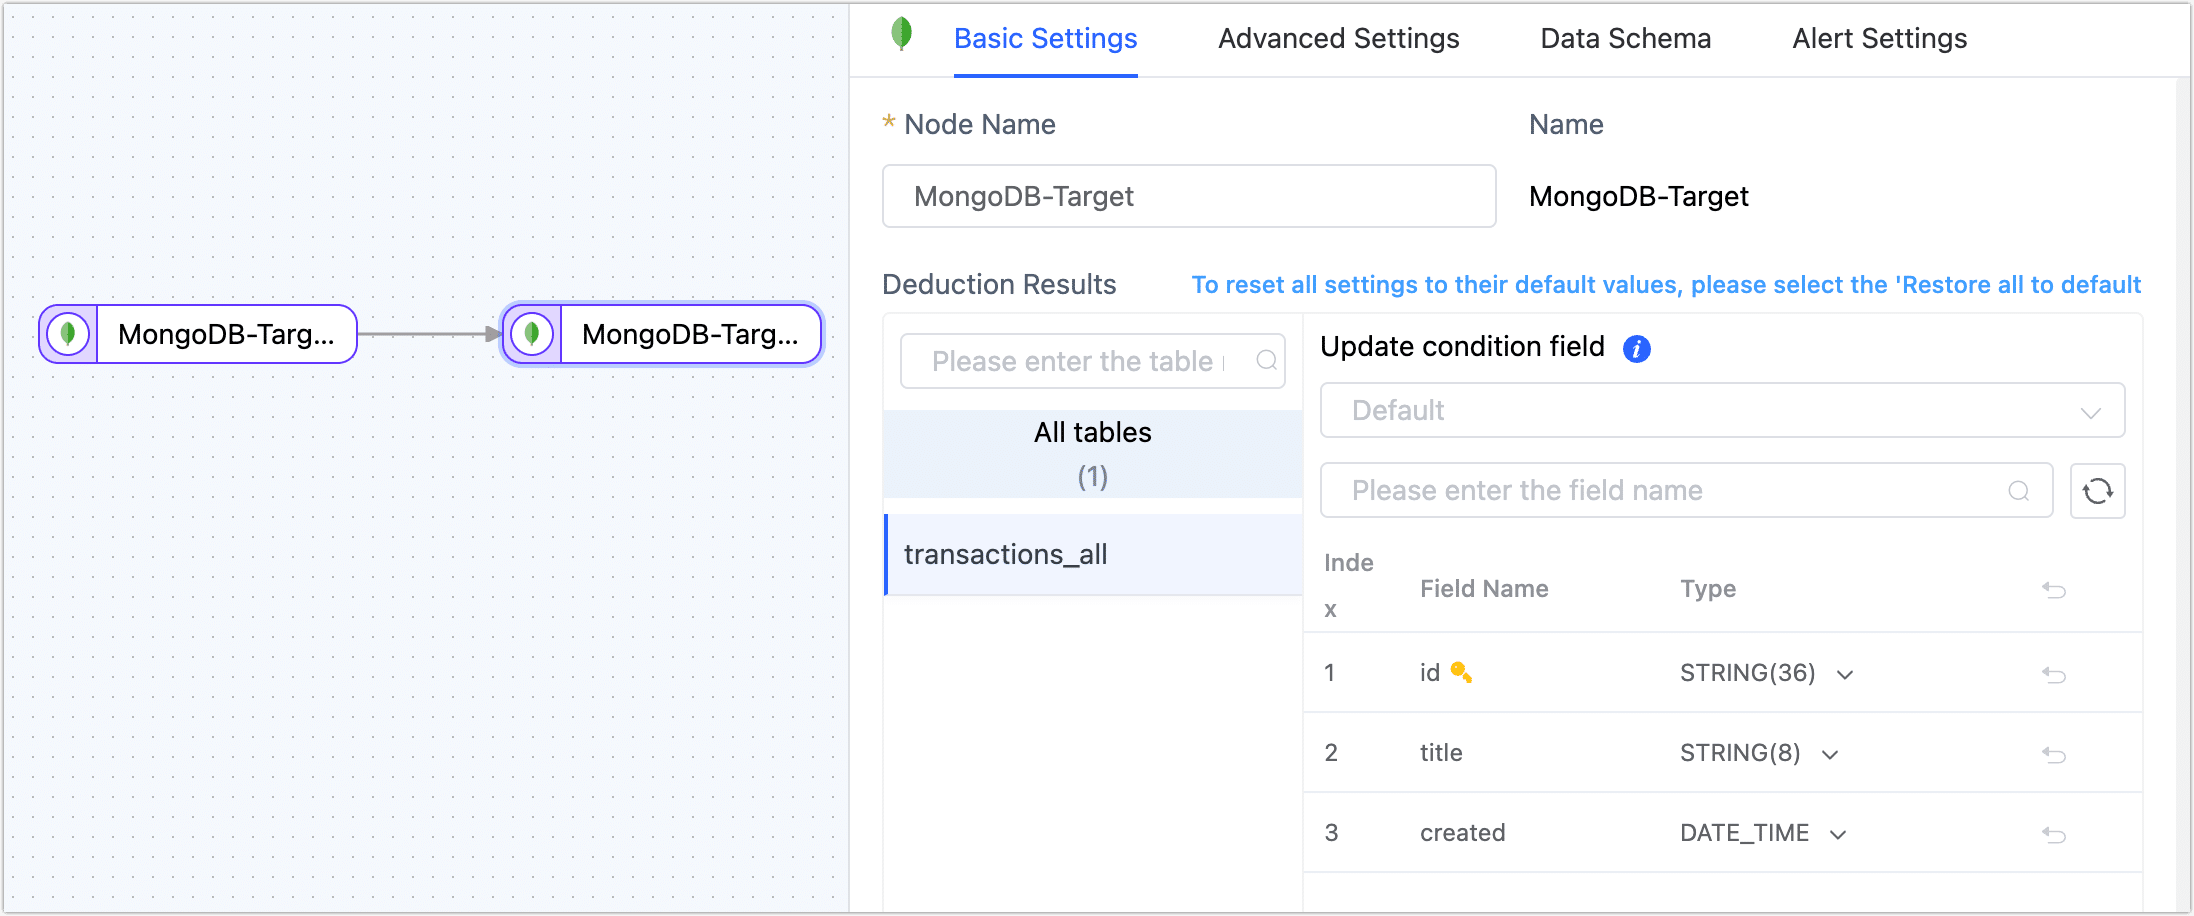 MongoDB-Targ...
MongoDB-Targ...
Basic Settings
Advanced Settings
Data Schema
Alert Settings
* Node Name
Name
MongoDB-Target
MongoDB-Target
Deduction Results
To reset all settings to their default values, please select the 'Restore all to default
Please enter the table
All tables
(1)
transactions_all
Update condition field
Default
Please enter the field name
Inde
x
Field Name
Type
1 id STRING(36)
2 title STRING(8)
3 created DATE_TIME